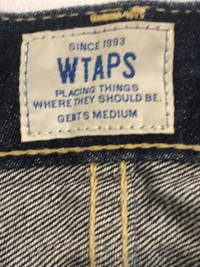 SINCE 1993
WTAPS
PLACING THINGS
WHERE THEY SHOULD BE.
GENTS MEDIUM